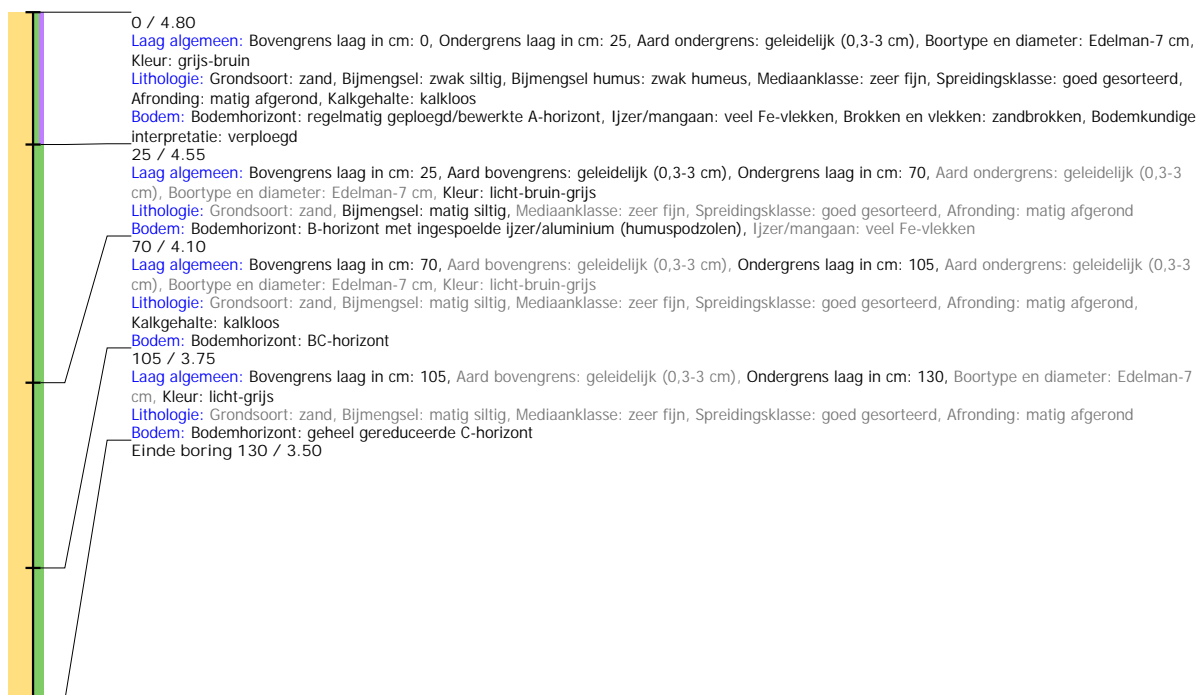 0 / 4.80
Laag algemeen: Bovengrens laag in cm: 0, Ondergrens laag in cm: 25, Aard ondergrens: geleidelijk (0,3-3 cm), Boortype en diameter: Edelman-7 cm,
Kleur: grijs-bruin
Lithologie: Grondsoort: zand, Bijmengsel: zwak siltig, Bijmengsel humus: zwak humeus, Mediaanklasse: zeer fijn, Spreidingsklasse: goed gesorteerd,
Afronding: matig afgerond, Kalkgehalte: kalkloos
Bodem: Bodemhorizont: regelmatig geploegd/bewerkte A-horizont, Ijzer/mangaan: veel Fe-vlekken, Brokken en vlekken: zandbrokken, Bodemkundige
interpretatie: verploegd
25 / 4.55
Laag algemeen: Bovengrens laag in cm: 25, Aard bovengrens: geleidelijk (0,3-3 cm), Ondergrens laag in cm: 70, Aard ondergrens: geleidelijk (0,3-3
cm), Boortype en diameter: Edelman-7 cm, Kleur: licht-bruin-grijs
Lithologie: Grondsoort: zand, Bijmengsel: matig siltig, Mediaanklasse: zeer fijn, Spreidingsklasse: goed gesorteerd, Afronding: matig afgerond
Bodem: Bodemhorizont: B-horizont met ingespoelde ijzer/aluminium (humuspodzolen), Ijzer/mangaan: veel Fe-vlekken
70 / 4.10
Laag algemeen: Bovengrens laag in cm: 70, Aard bovengrens: geleidelijk (0,3-3 cm), Ondergrens laag in cm: 105, Aard ondergrens: geleidelijk (0,3-3
cm), Boortype en diameter: Edelman-7 cm, Kleur: licht-bruin-grijs
Lithologie: Grondsoort: zand, Bijmengsel: matig siltig, Mediaanklasse: zeer fijn, Spreidingsklasse: goed gesorteerd, Afronding: matig afgerond,
Kalkgehalte: kalkloos
Bodem: Bodemhorizont: BC-horizont
105 / 3.75
Laag algemeen: Bovengrens laag in cm: 105, Aard bovengrens: geleidelijk (0,3-3 cm), Ondergrens laag in cm: 130, Boortype en diameter: Edelman-7
cm, Kleur: licht-grijs
Lithologie: Grondsoort: zand, Bijmengsel: matig siltig, Mediaanklasse: zeer fijn, Spreidingsklasse: goed gesorteerd, Afronding: matig afgerond
Bodem: Bodemhorizont: geheel gereduceerde C-horizont
Einde boring 130 / 3.50